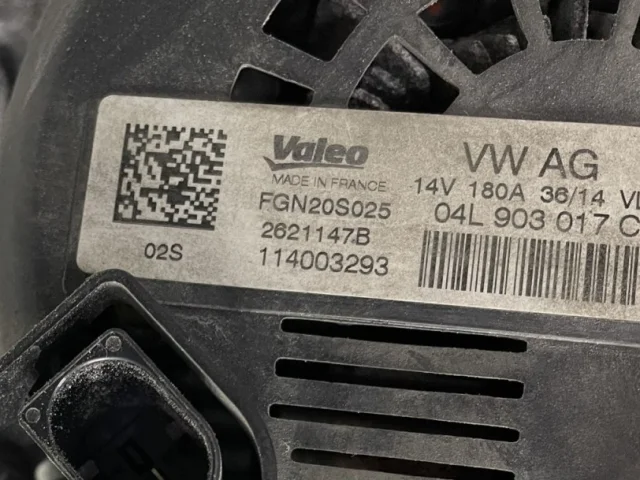 Valeo
MADE IN FRANCE
FGN20S025
2621147B
114003293
02S
VW AG
14V 180A 36/14
04L 903 017 C